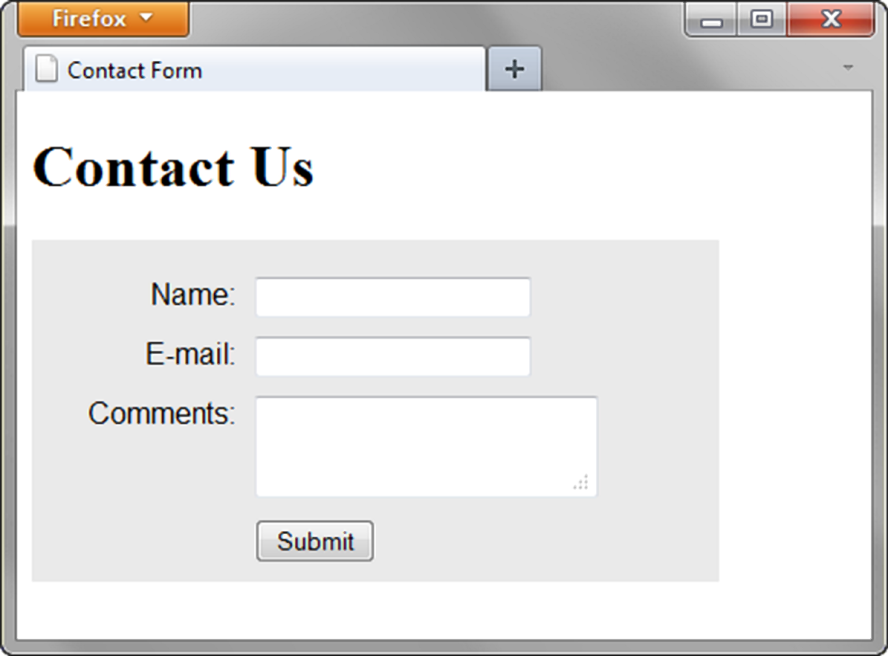 Firefox
Contact Form
Contact Us
Name:
E-mail:
Comments:
Submit